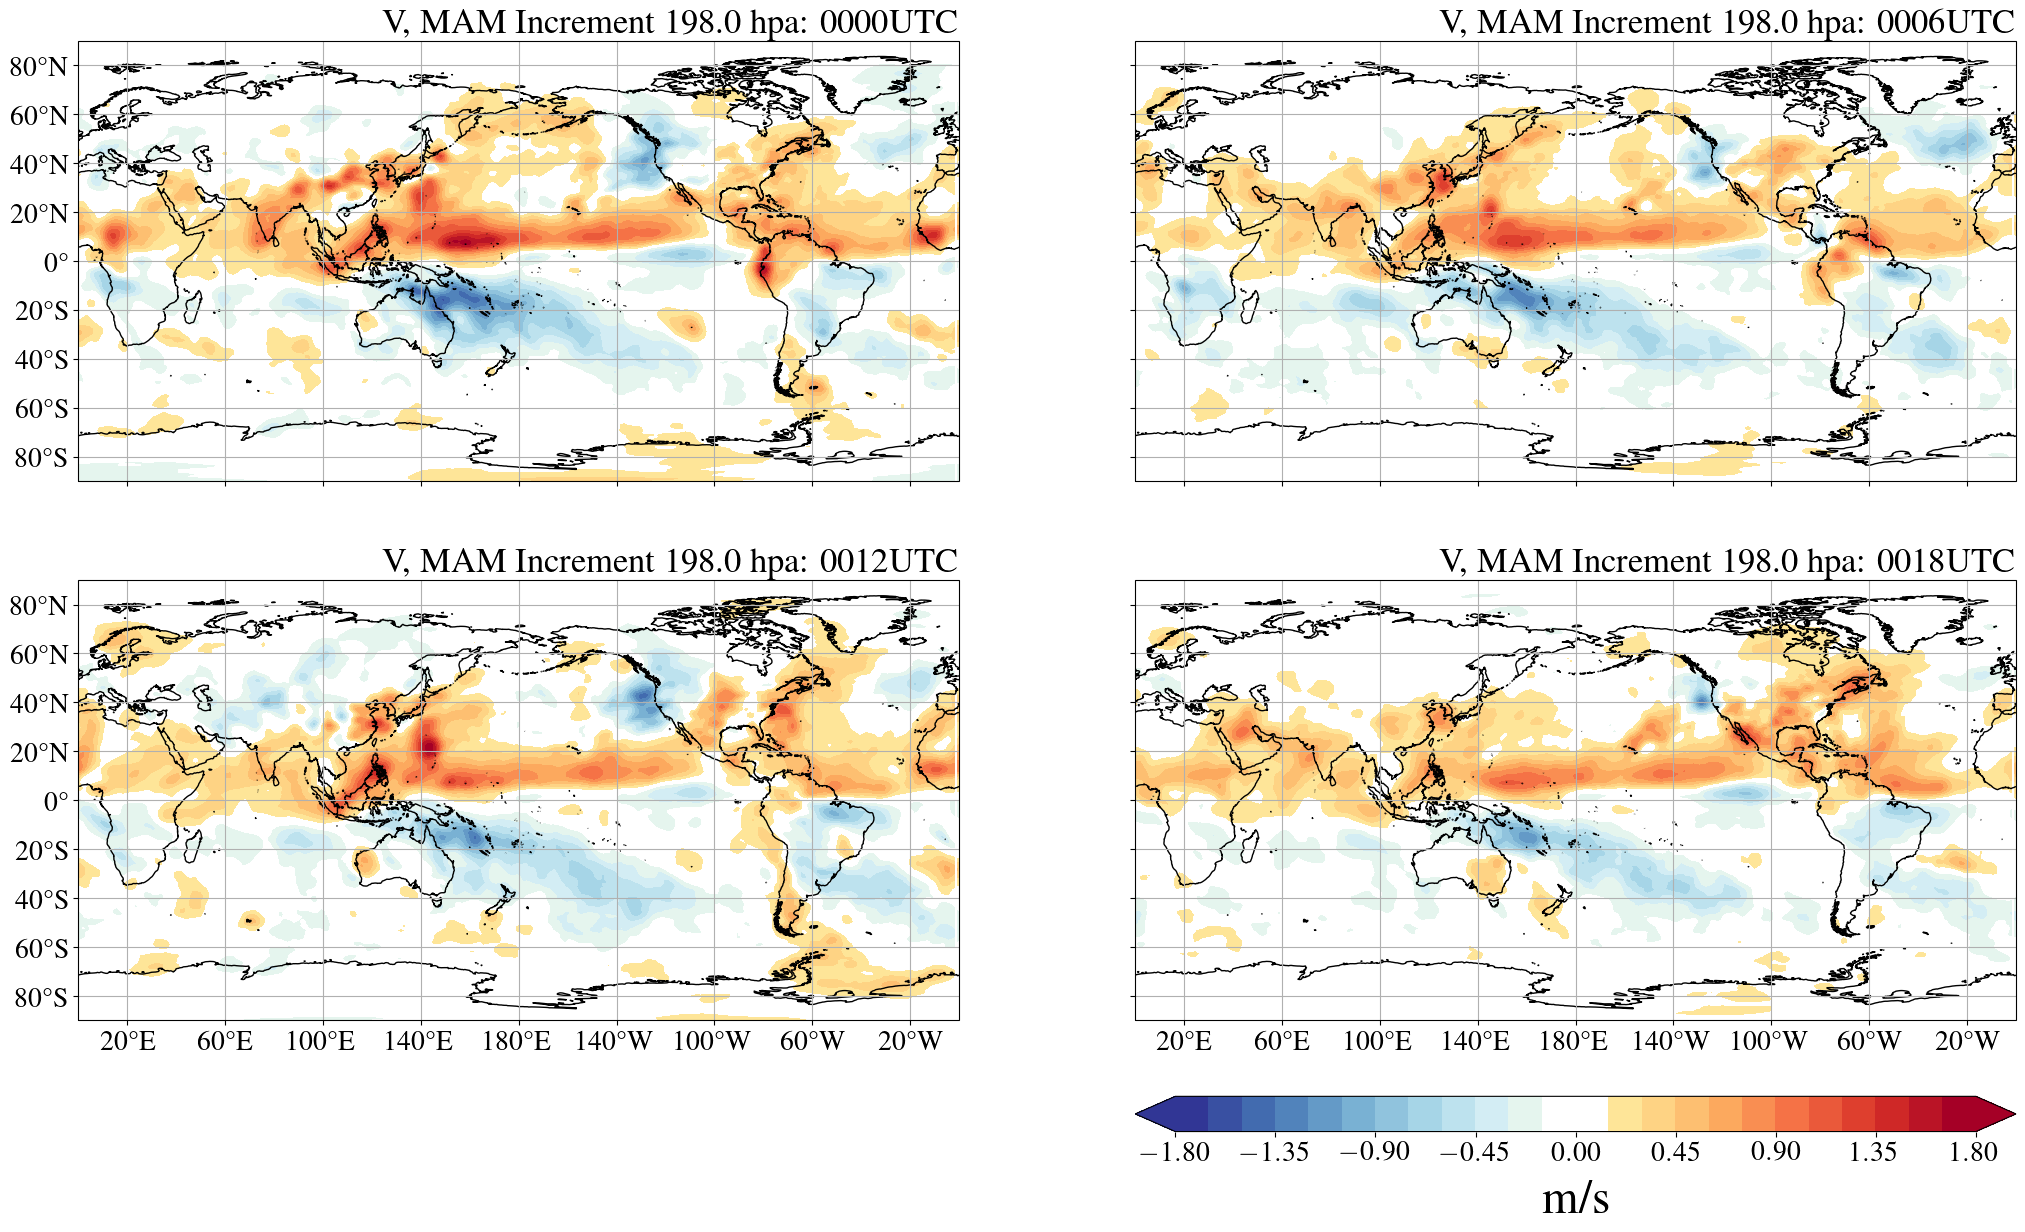 V, MAM Increment 198.0 hpa: 0000UTC
V, MAM Increment 198.0 hpa: 0006UTC
80°N
60°N
40°N
20°N
0°
20°S
40°S
60°S
80°S
V, MAM Increment 198.0 hpa: 0012UTC
V, MAM Increment 198.0 hpa: 0018UTC
80°N
60°N
40°N
20°N
0°
20°S
40°S
60°S
80°S
20°E 60°E 100°E 140°E 180°E 140°W 100°W 60°W 20°W
20°E 60°E 100°E 140°E 180°E 140°W 100°W 60°W 20°W
−1.80 −1.35 −0.90 −0.45 0.00 0.45 0.90 1.35 1.80
m/s